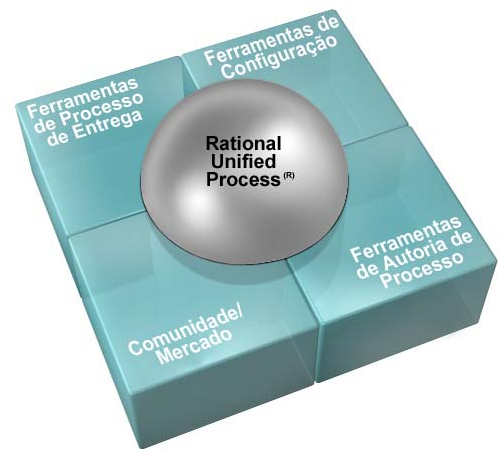 Ferramentas de
Configuração
Ferramentas
de Processo
de Entrega
Rational
Unified
Process (R)
Ferramentas
de Autoria de
Processo
Comunidade/
Mercado